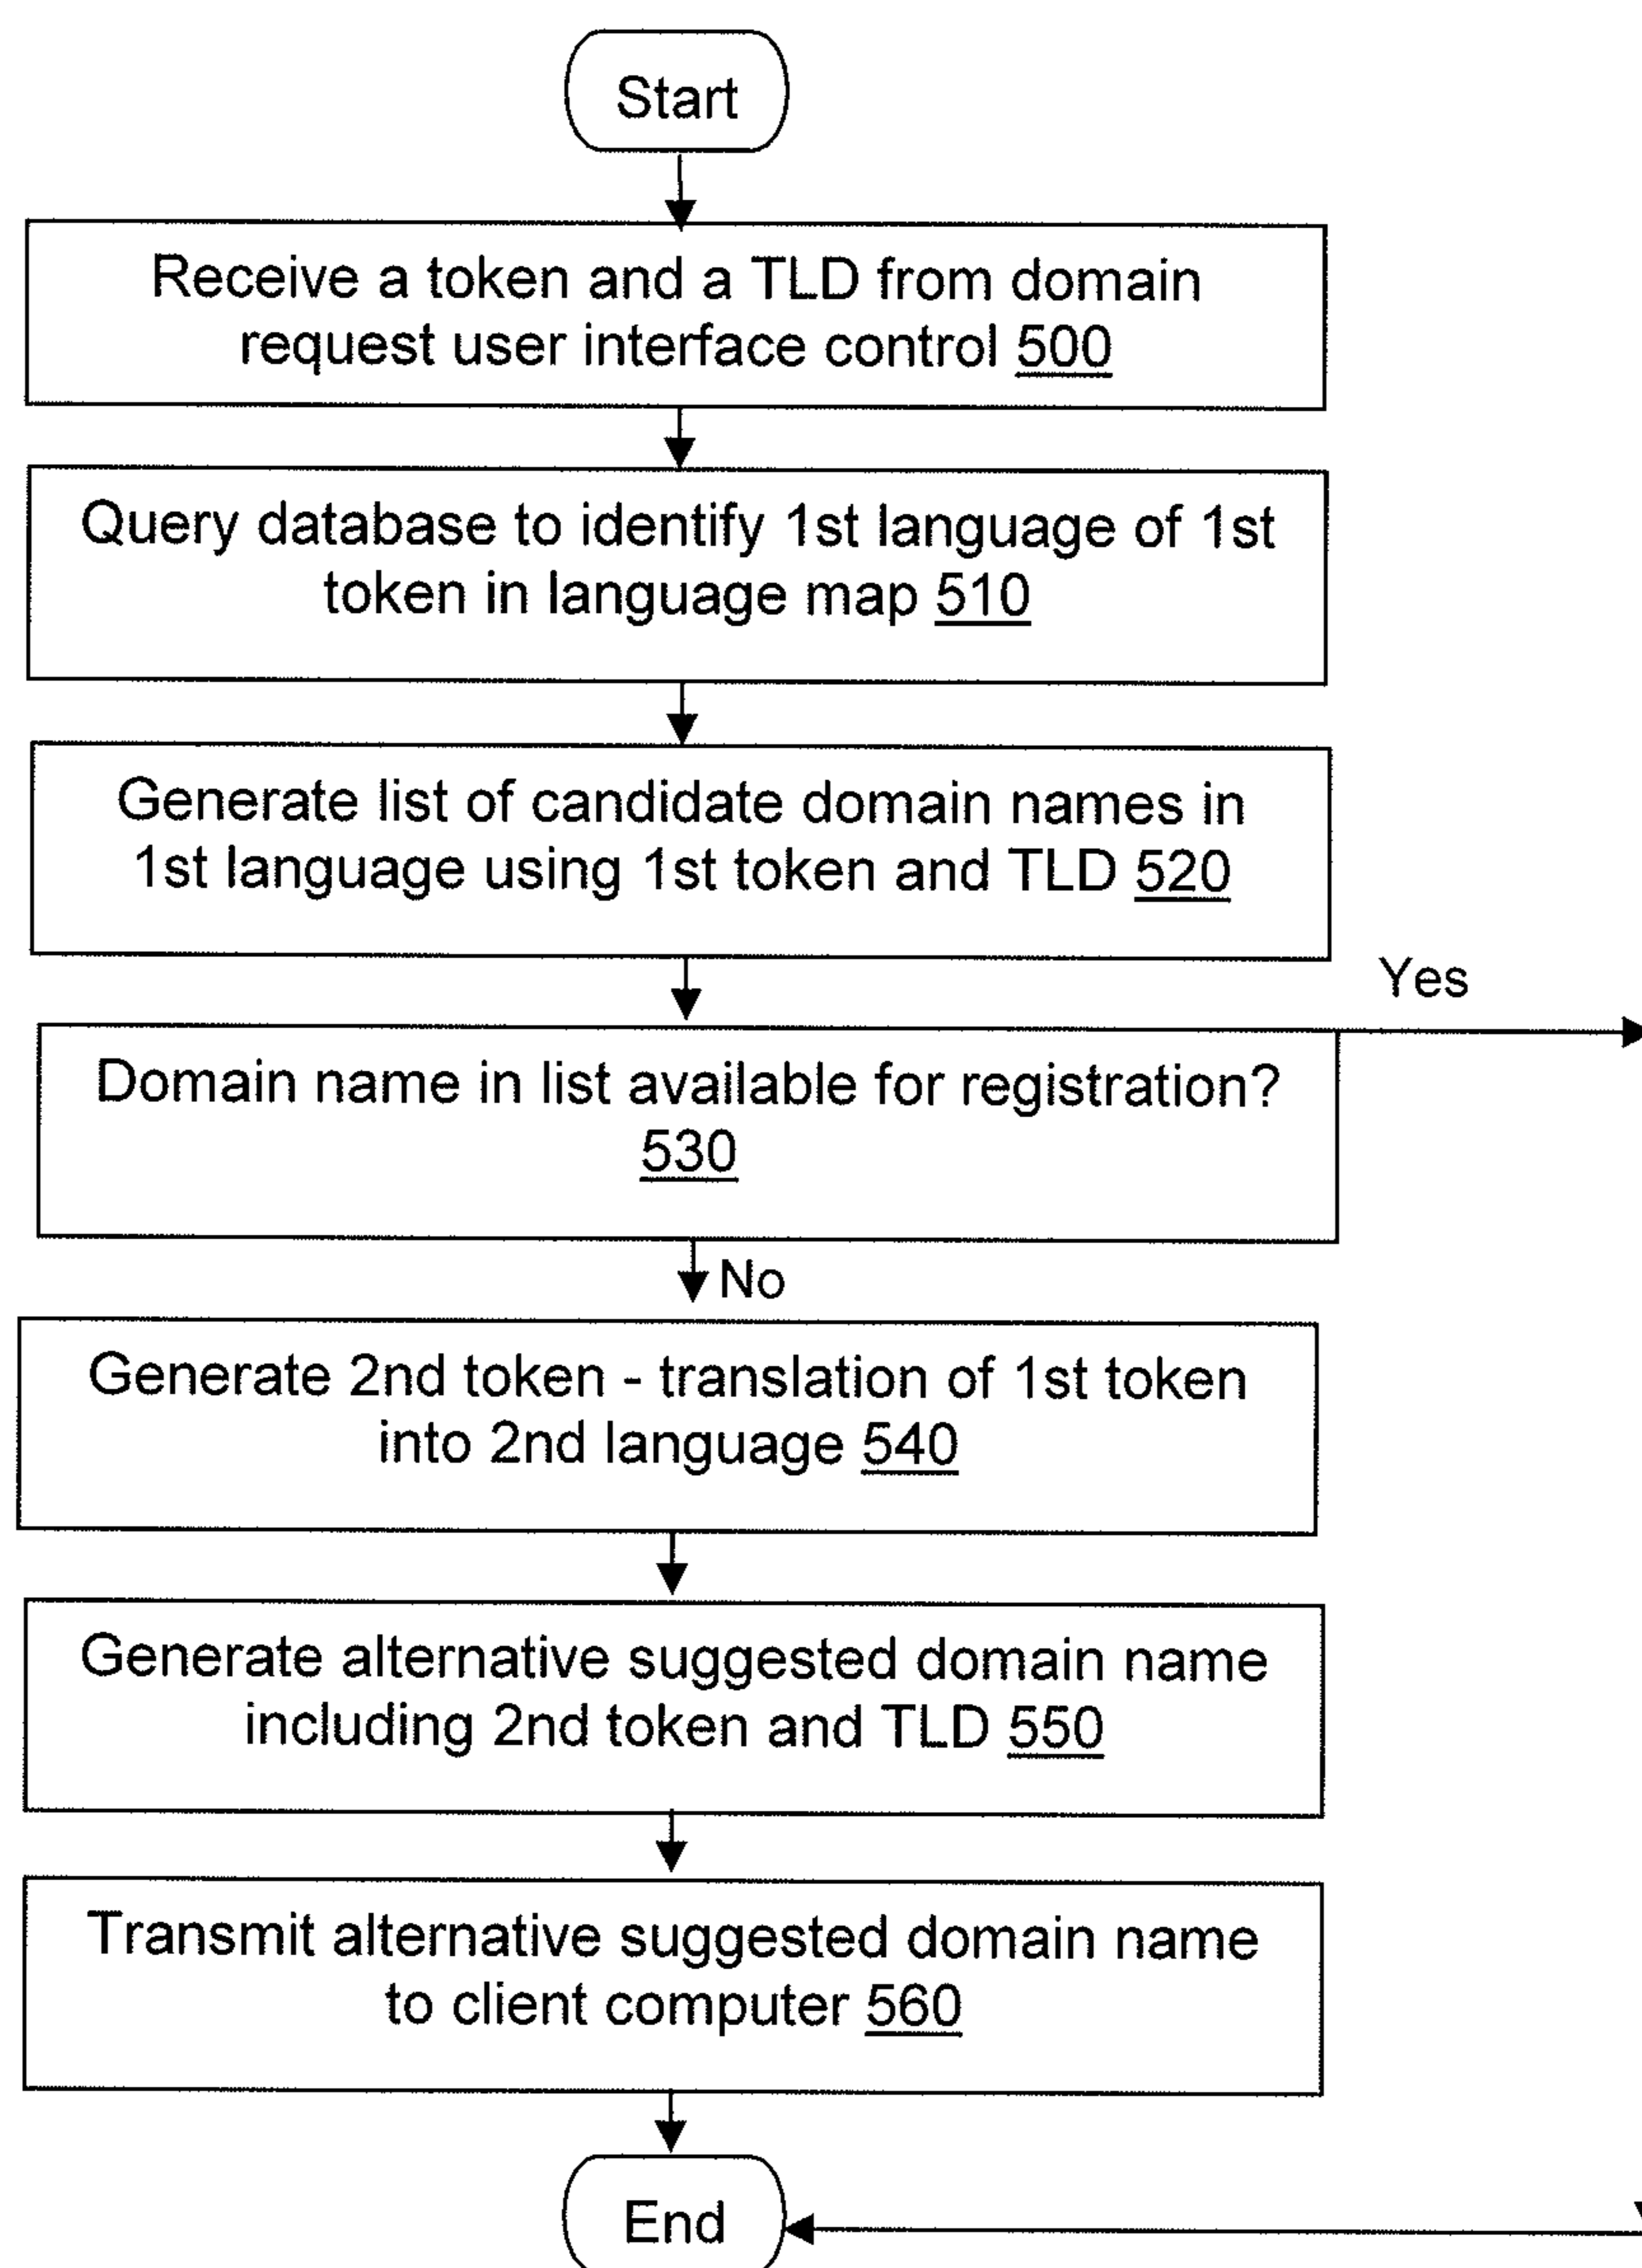 Start
Receive a token and a TLD from domain
request user interface control 500
Query database to identify 1st language of 1st
token in language map 510
Generate list of candidate domain names in
1st language using 1st token and TLD 520
Yes
Domain name in list available for registration?
530
No
Generate 2nd token - translation of 1st token
into 2nd language 540
Generate alternative suggested domain name
including 2nd token and TLD 550
Transmit alternative suggested domain name
to client computer 560
End